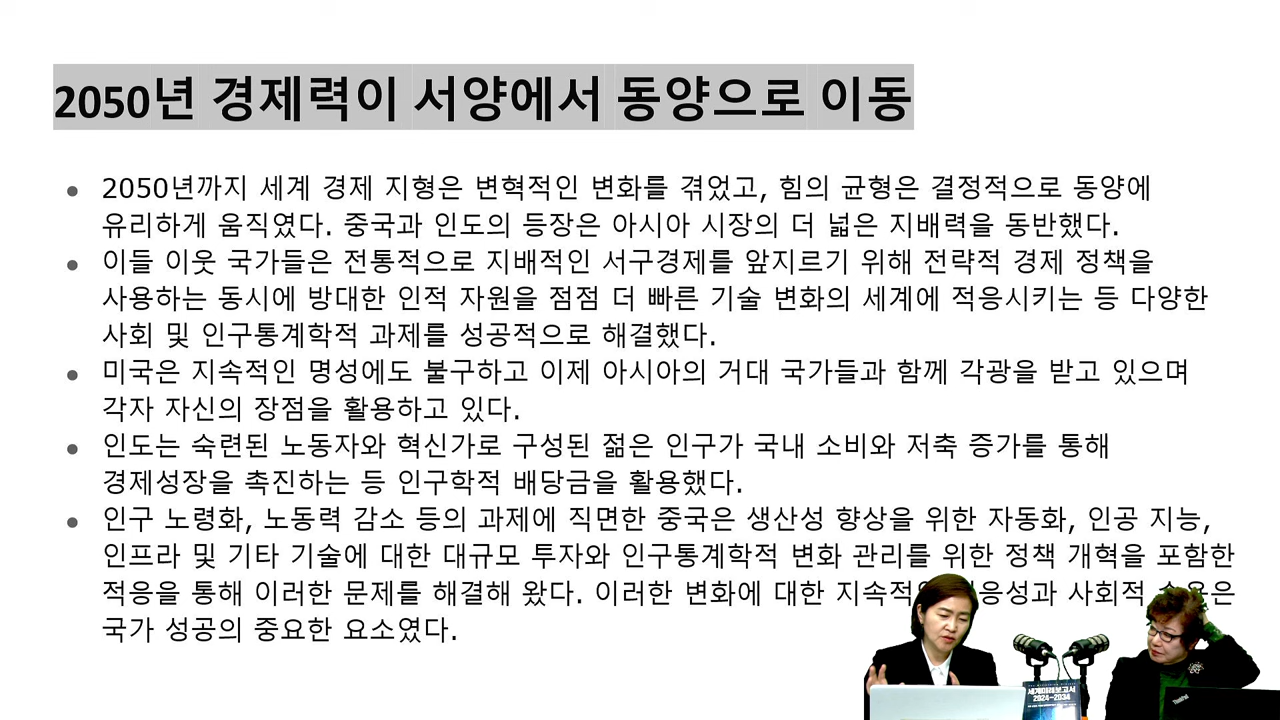 2050년 경제력이 서양에서 동양으로 이동
2050년까지 세계 경제 지형은 변혁적인 변화를 겪었고, 힘의 균형은 결정적으로 동양에
유리하게 움직였다. 중국과 인도의 등장은 아시아 시장의 더 넓은 지배력을 동반했다.
이들 이웃 국가들은 전통적으로 지배적인 서구경제를 앞지르기 위해 전략적 경제 정책을
사용하는 동시에 방대한 인적 자원을 점점 더 빠른 기술 변화의 세계에 적응시키는 등 다양한
사회 및 인구통계학적 과제를 성공적으로 해결했다.
미국은 지속적인 명성에도 불구하고 이제 아시아의 거대 국가들과 함께 각광을 받고 있으며
각자 자신의 장점을 활용하고 있다.
인도는 숙련된 노동자와 혁신가로 구성된 젊은 인구가 국내 소비와 저축 증가를 통해
경제성장을 촉진하는 등 인구학적 배당금을 활용했다.
인구 노령화, 노동력 감소 등의 과제에 직면한 중국은 생산성 향상을 위한 자동화, 인공 지능,
인프라 및 기타 기술에 대한 대규모 투자와 인구통계학적 변화 관리를 위한 정책 개혁을 포함한
적응을 통해 이러한 문제를 해결해 왔다. 이러한 변화에 대한 사회적
국가 성공의 중요한 요소였다.
세계미래보고서
2024-2034
ThinkPad